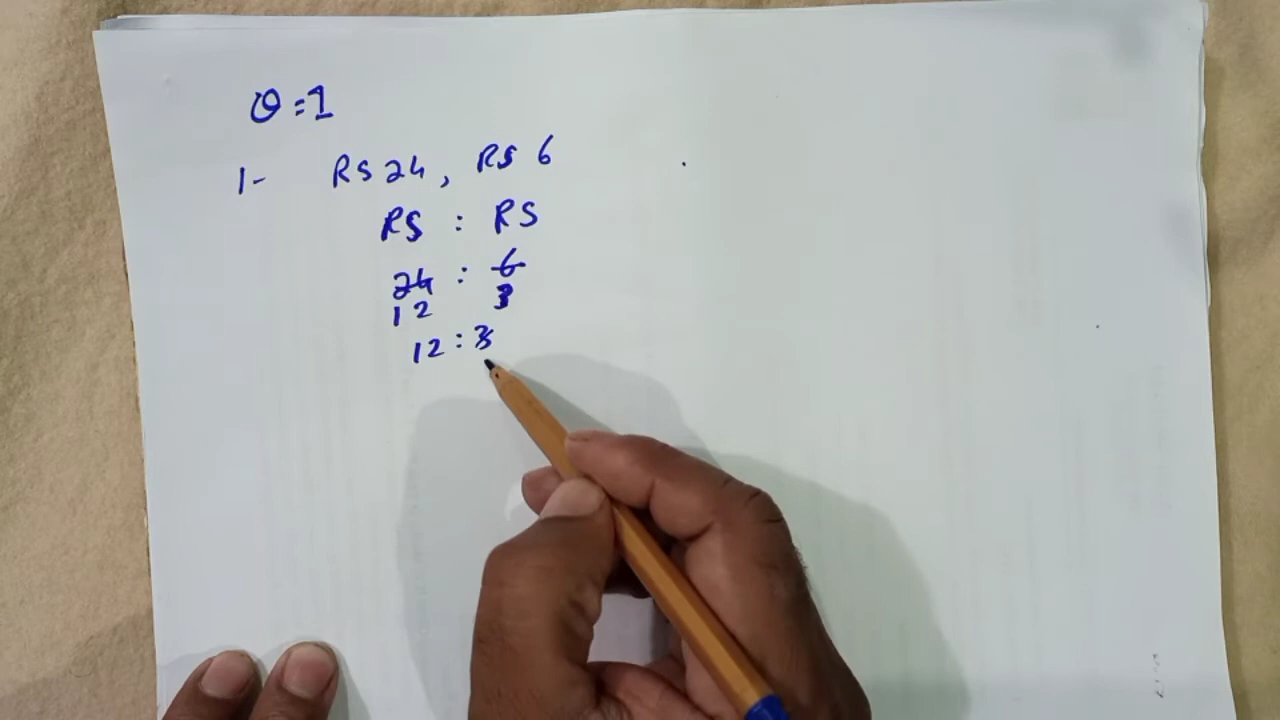 Q=1
1- RS 24, RS 6
RS : RS
24 : 6
12 3
12 : 3